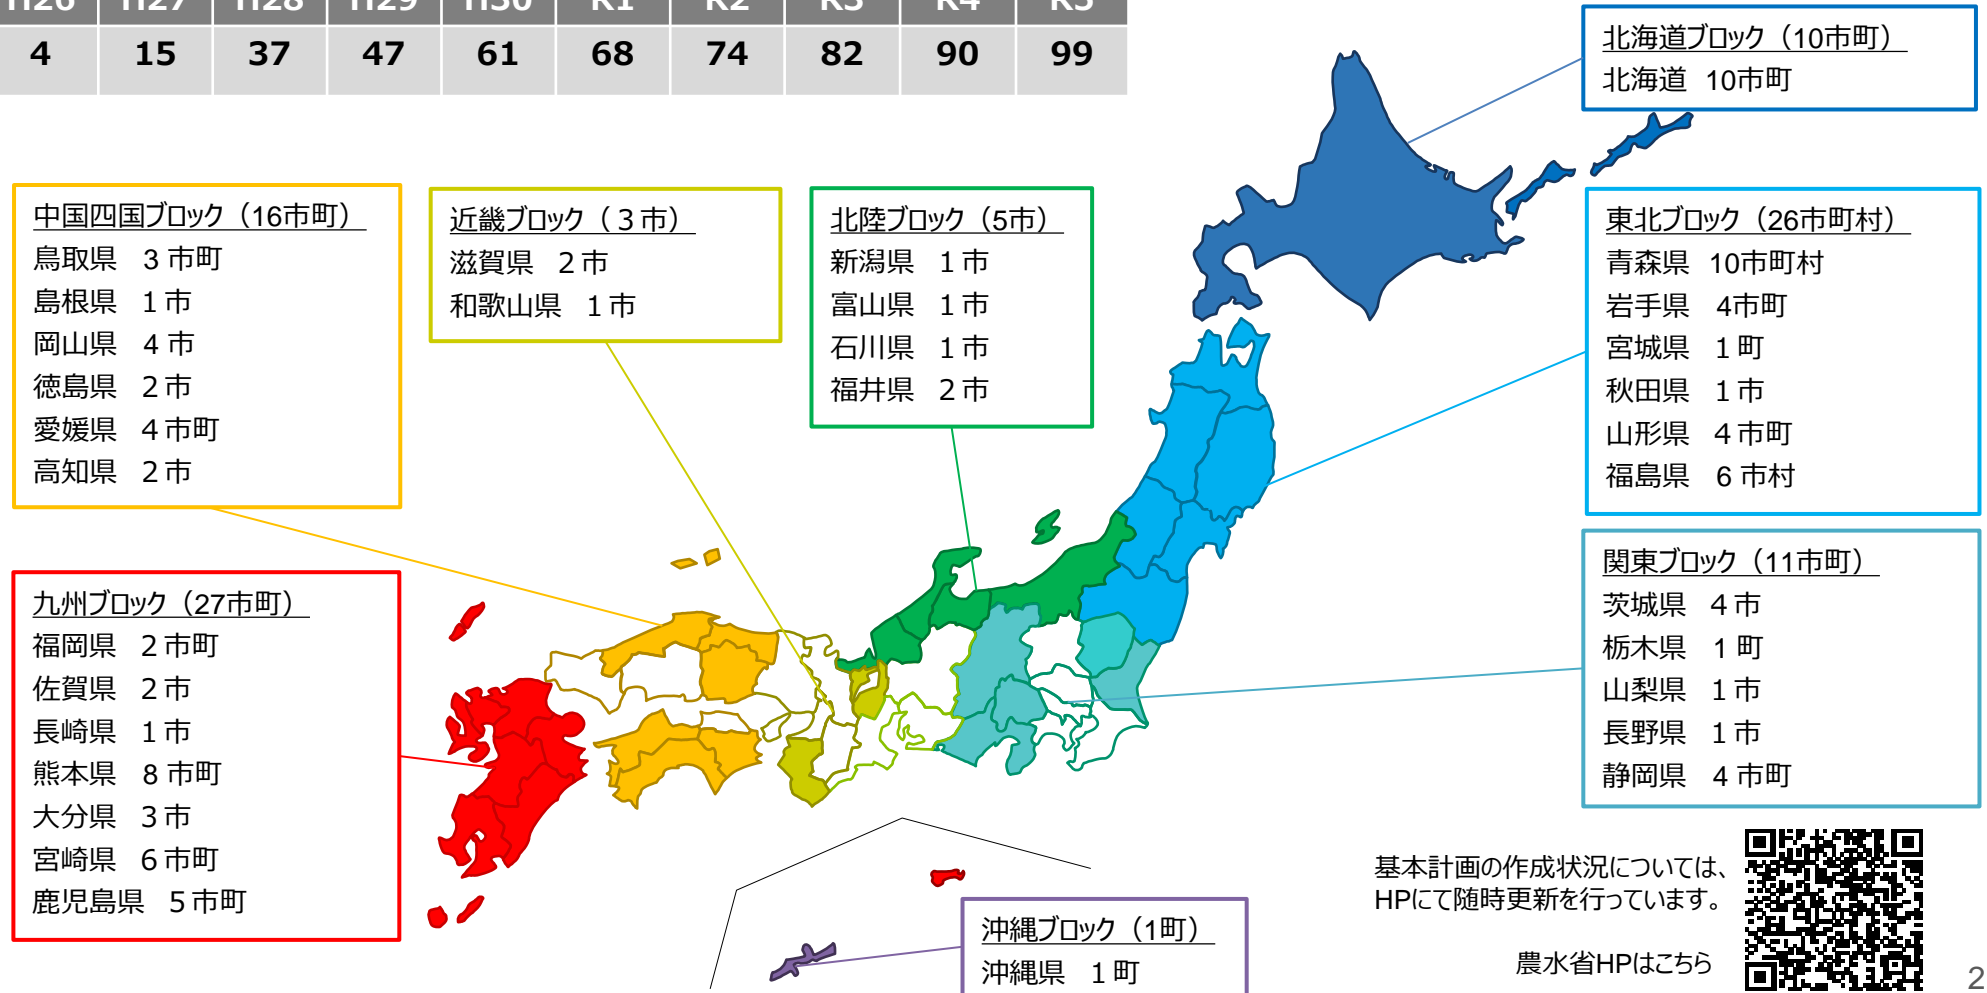 H26 H27 H28 H29 H30 R1 R2 R3 R4 R5
4 15 37 47 61 68 74 82 90 99
北海道ブロック（10市町）
北海道 10市町
中国四国ブロック（16市町）
鳥取県 ３市町
島根県 １市
岡山県 ４市
徳島県 ２市
愛媛県 ４市町
高知県 ２市
近畿ブロック（３市）
滋賀県 ２市
和歌山県 １市
北陸ブロック（5市）
新潟県 １市
富山県 １市
石川県 １市
福井県 ２市
東北ブロック（26市町村）
青森県 10市町村
岩手県 4市町
宮城県 １町
秋田県 １市
山形県 ４市町
福島県 ６市村
九州ブロック（27市町）
福岡県 ２市町
佐賀県 ２市
長崎県 １市
熊本県 ８市町
大分県 ３市
宮崎県 ６市町
鹿児島県 ５市町
関東ブロック（11市町）
茨城県 ４市
栃木県 １町
山梨県 １市
長野県 １市
静岡県 ４市町
沖縄ブロック（1町）
沖縄県 １町
基本計画の作成状況については、
HPにて随時更新を行っています。
農水省HPはこちら
2